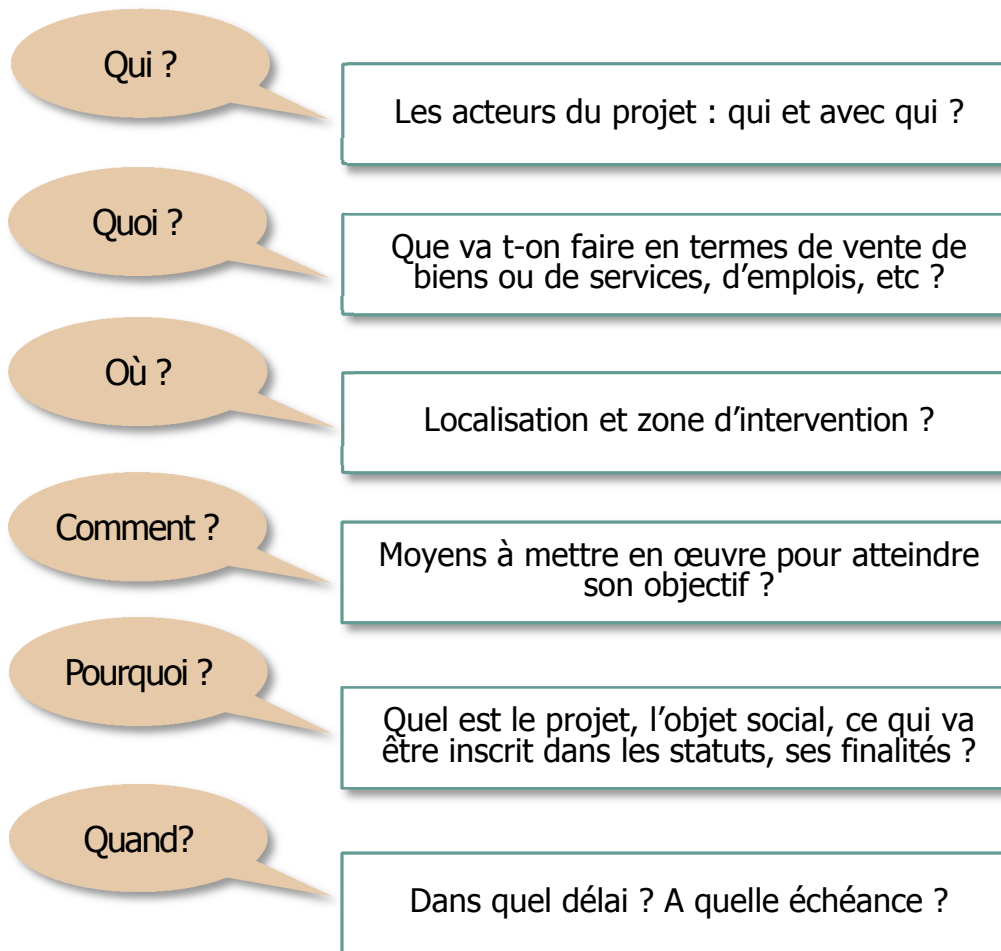 Qui ?
Les acteurs du projet : qui et avec qui ?
Quoi ?
Que va t-on faire en termes de vente de
biens ou de services, d’emplois, etc ?
Où ?
Localisation et zone d’intervention ?
Comment ?
Moyens à mettre en œuvre pour atteindre
son objectif ?
Pourquoi ?
Quel est le projet, l’objet social, ce qui va
être inscrit dans les statuts, ses finalités ?
Quand?
Dans quel délai ? A quelle échéance ?